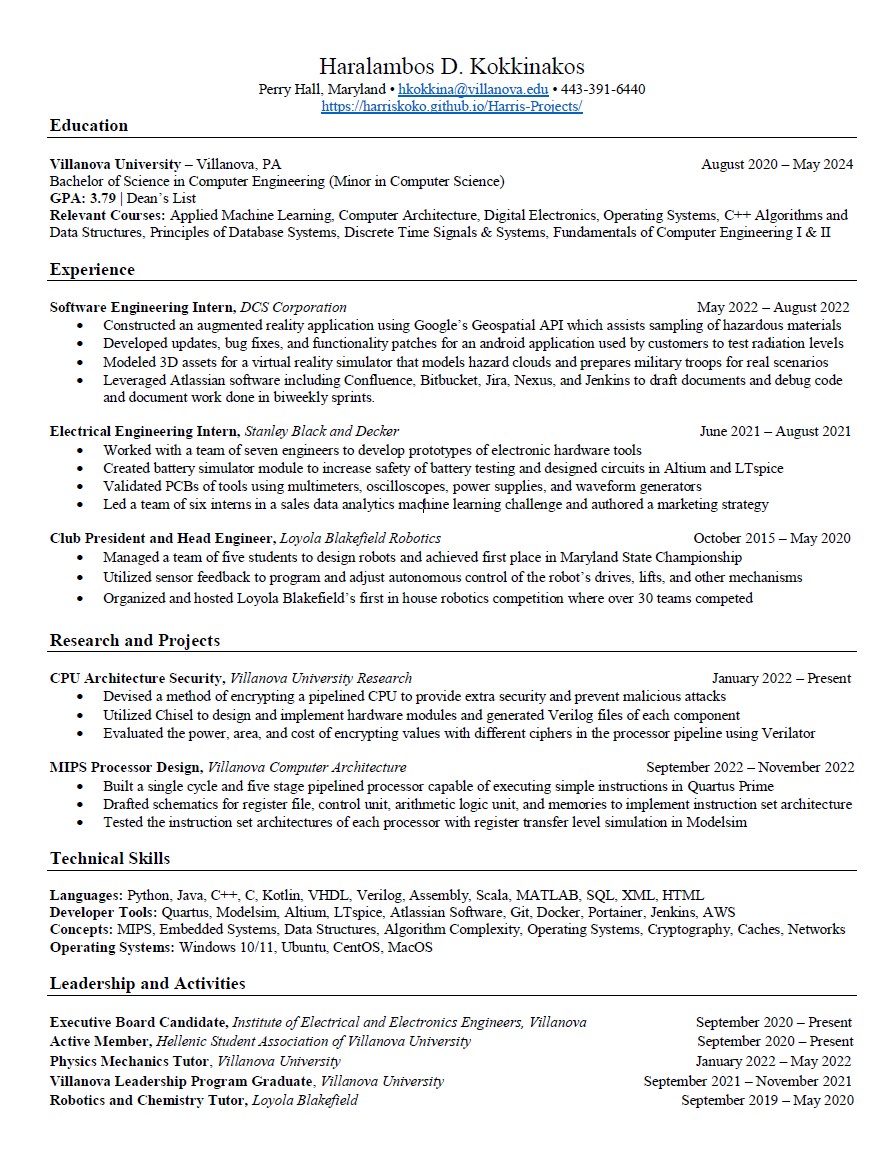 Haralambos D. Kokkinakos
Perry Hall, Maryland • hkokkina@villanova.edu • 443-391-6440
https://harriskoko.github.io/Harris-Projects/
Education
Villanova University – Villanova, PA August 2020 – May 2024
Bachelor of Science in Computer Engineering (Minor in Computer Science)
GPA: 3.79 | Dean's List
Relevant Courses: Applied Machine Learning, Computer Architecture, Digital Electronics, Operating Systems, C++ Algorithms and
Data Structures, Principles of Database Systems, Discrete Time Signals & Systems, Fundamentals of Computer Engineering I & II
Experience
Software Engineering Intern, DCS Corporation May 2022 – August 2022
• Constructed an augmented reality application using Google's Geospatial API which assists sampling of hazardous materials
• Developed updates, bug fixes, and functionality patches for an android application used by customers to test radiation levels
• Modeled 3D assets for a virtual reality simulator that models hazard clouds and prepares military troops for real scenarios
• Leveraged Atlassian software including Confluence, Bitbucket, Jira, Nexus, and Jenkins to draft documents and debug code
and document work done in biweekly sprints.
Electrical Engineering Intern, Stanley Black and Decker June 2021 – August 2021
• Worked with a team of seven engineers to develop prototypes of electronic hardware tools
• Created battery simulator module to increase safety of battery testing and designed circuits in Altium and LTspice
• Validated PCBs of tools using multimeters, oscilloscopes, power supplies, and waveform generators
• Led a team of six interns in a sales data analytics machine learning challenge and authored a marketing strategy
Club President and Head Engineer, Loyola Blakefield Robotics October 2015 – May 2020
• Managed a team of five students to design robots and achieved first place in Maryland State Championship
• Utilized sensor feedback to program and adjust autonomous control of the robot's drives, lifts, and other mechanisms
• Organized and hosted Loyola Blakefield's first in house robotics competition where over 30 teams competed
Research and Projects
CPU Architecture Security, Villanova University Research January 2022 – Present
• Devised a method of encrypting a pipelined CPU to provide extra security and prevent malicious attacks
• Utilized Chisel to design and implement hardware modules and generated Verilog files of each component
• Evaluated the power, area, and cost of encrypting values with different ciphers in the processor pipeline using Verilator
MIPS Processor Design, Villanova Computer Architecture September 2022 – November 2022
• Built a single cycle and five stage pipelined processor capable of executing simple instructions in Quartus Prime
• Drafted schematics for register file, control unit, arithmetic logic unit, and memories to implement instruction set architecture
• Tested the instruction set architectures of each processor with register transfer level simulation in Modelsim
Technical Skills
Languages: Python, Java, C++, C, Kotlin, VHDL, Verilog, Assembly, Scala, MATLAB, SQL, XML, HTML
Developer Tools: Quartus, Modelsim, Altium, LTspice, Atlassian Software, Git, Docker, Portainer, Jenkins, AWS
Concepts: MIPS, Embedded Systems, Data Structures, Algorithm Complexity, Operating Systems, Cryptography, Caches, Networks
Operating Systems: Windows 10/11, Ubuntu, CentOS, MacOS
Leadership and Activities
Executive Board Candidate, Institute of Electrical and Electronics Engineers, Villanova September 2020 – Present
Active Member, Hellenic Student Association of Villanova University September 2020 – Present
Physics Mechanics Tutor, Villanova University January 2022 – May 2022
Villanova Leadership Program Graduate, Villanova University September 2021 – November 2021
Robotics and Chemistry Tutor, Loyola Blakefield September 2019 – May 2020